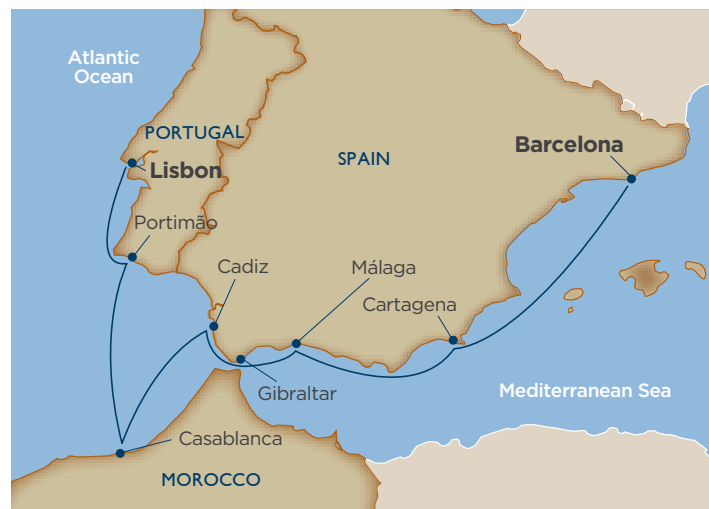 Atlantic
Ocean
PORTUGAL
SPAIN
Barcelona
Lisbon
Portimão
Cadiz
Málaga
Cartagena
Gibraltar
Mediterranean Sea
Casablanca
MOROCCO